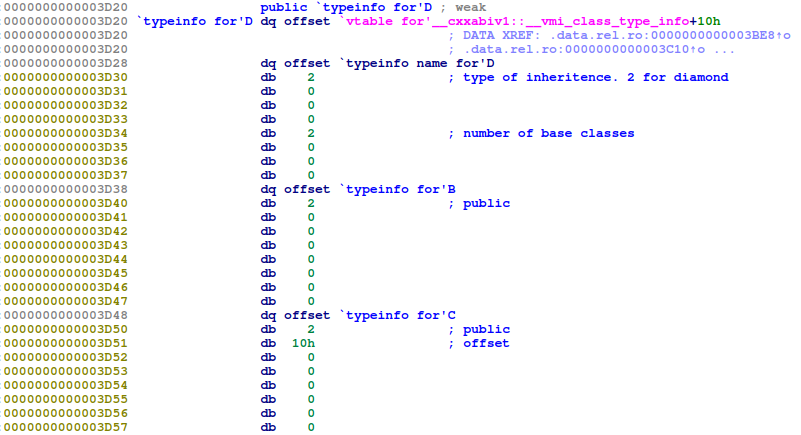 :0000000000003D20 public `typeinfo for'D ; weak
:0000000000003D20 `typeinfo for'D dq offset `vtable for'__cxxabiv1::__vmi_class_type_info+10h
:0000000000003D20 ; DATA XREF: .data.rel.ro:0000000000003BE8↑o
:0000000000003D20 ; .data.rel.ro:0000000000003C10↑o ...
:0000000000003D28 dq offset `typeinfo name for'D
:0000000000003D30 db 2 ; type of inheritence. 2 for diamond
:0000000000003D31 db 0
:0000000000003D32 db 0
:0000000000003D33 db 0
:0000000000003D34 db 2 ; number of base classes
:0000000000003D35 db 0
:0000000000003D36 db 0
:0000000000003D37 db 0
:0000000000003D38 dq offset `typeinfo for'B
:0000000000003D40 db 2 ; public
:0000000000003D41 db 0
:0000000000003D42 db 0
:0000000000003D43 db 0
:0000000000003D44 db 0
:0000000000003D45 db 0
:0000000000003D46 db 0
:0000000000003D47 db 0
:0000000000003D48 dq offset `typeinfo for'C
:0000000000003D50 db 2 ; public
:0000000000003D51 db 10h ; offset
:0000000000003D52 db 0
:0000000000003D53 db 0
:0000000000003D54 db 0
:0000000000003D55 db 0
:0000000000003D56 db 0
:0000000000003D57 db 0